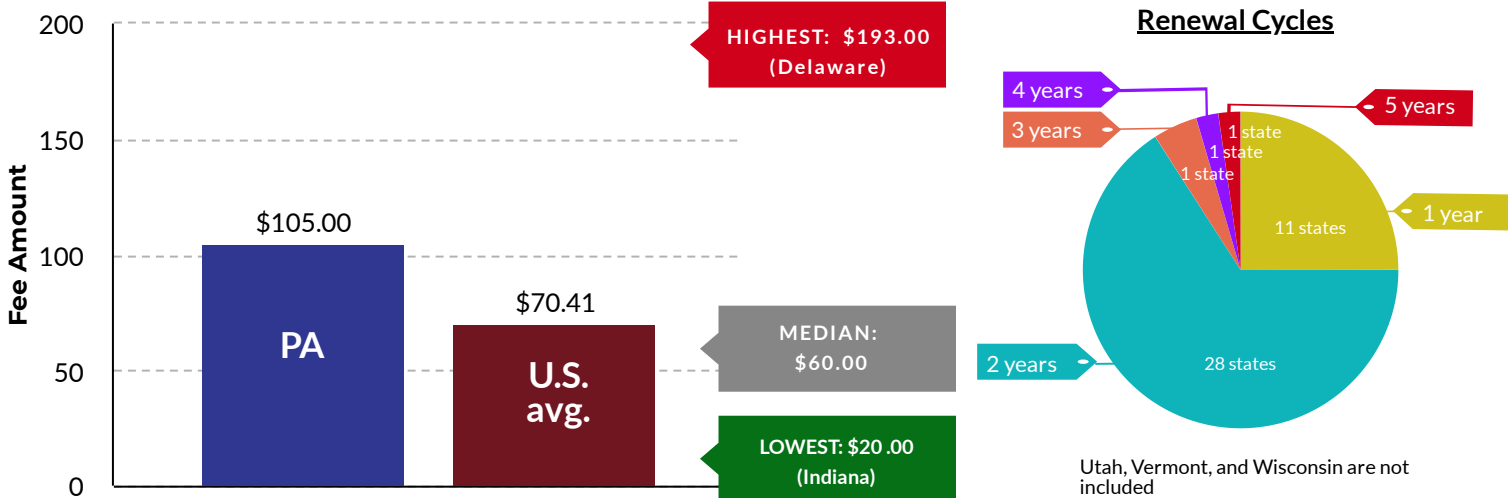 Fee Amount
200
150
100
50
0
$105.00
PA
$70.41
U.S.
avg.
HIGHEST: $193.00
(Delaware)
MEDIAN:
$60.00
LOWEST: $20.00
(Indiana)
Renewal Cycles
4 years
3 years
5 years
1 state
1 state
1 state
1 year
11 states
2 years
28 states
Utah, Vermont, and Wisconsin are not
included